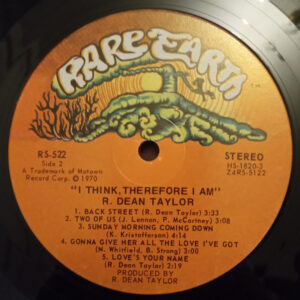 RARE EARTH
RS-522
Side 2
A Trademark of Motown
Record Corp. © 1970
STEREO
HS-1820-3
Z4RS-5122
"I THINK, THEREFORE I AM"
R. DEAN TAYLOR
1. BACK STREET (R. Dean Taylor) 3:33
2. TWO OF US (J. Lennon, P. McCartney) 3:08
3. SUNDAY MORNING COMING DOWN
(K. Kristofferson) 4:14
4. GONNA GIVE HER ALL THE LOVE I'VE GOT
(N. Whitfield, B. Strong) 3:00
5. LOVE'S YOUR NAME
(R. Dean Taylor) 2:19
PRODUCED BY
R. DEAN TAYLOR